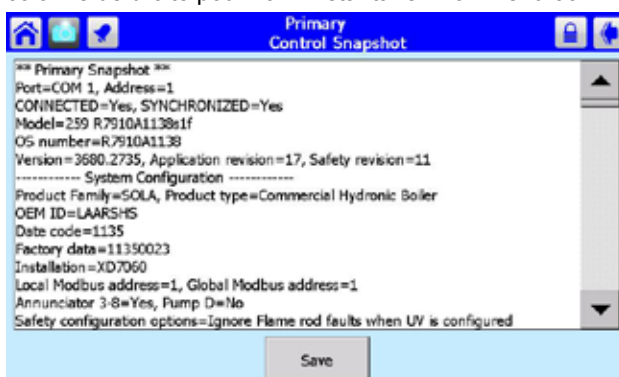 Primary
Control Snapshot
** Primary Snapshot **
Port=COM 1, Address=1
CONNECTED=Yes, SYNCHRONIZED=Yes
Model=259 R7910A1138s1f
OS number=R7910A1138
Version=3680.2735, Application revision=17, Safety revision=11
------------ System Configuration ------------
Product Family=SOLA, Product type=Commercial Hydronic Boiler
OEM ID=LAARSHS
Date code=1135
Factory data=11350023
Installation=XD7060
Local Modbus address=1, Global Modbus address=1
Annunciator 3-8=Yes, Pump D=No
Safety configuration options=Ignore Flame rod faults when UV is configured
Save